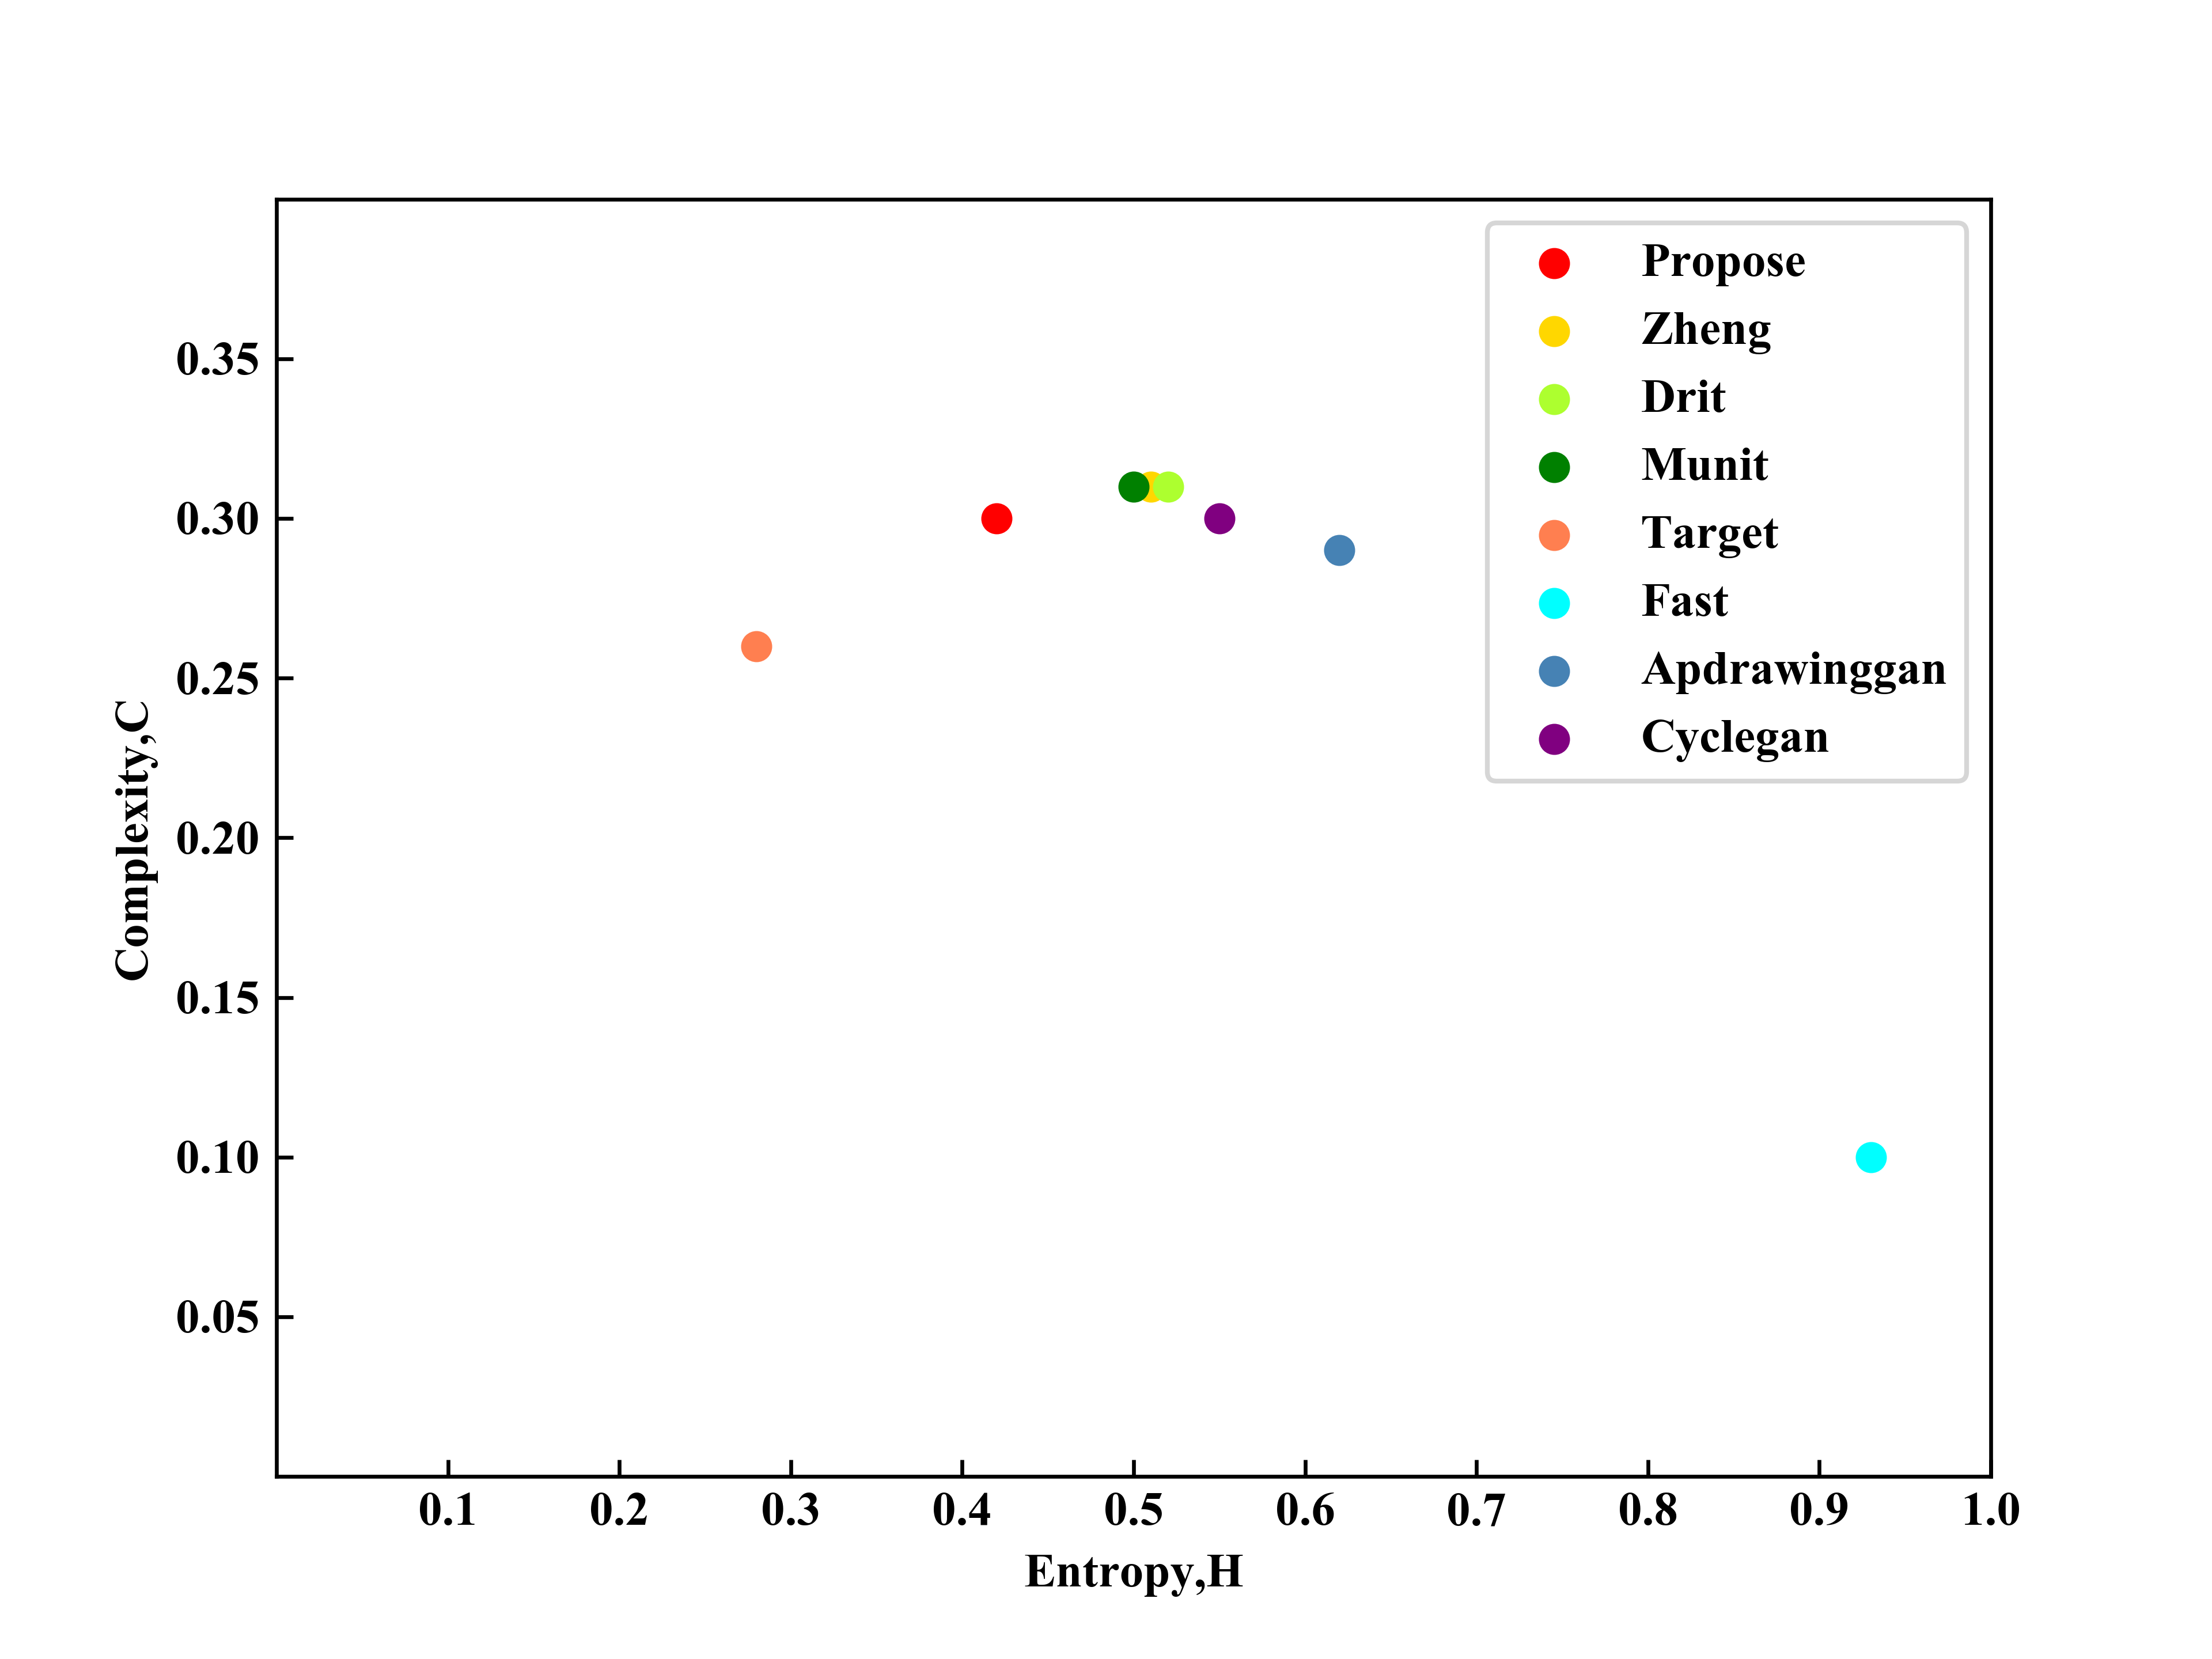 Propose
Zheng
Drit
Munit
Target
Fast
Apdrawinggan
Cyclegan
0.35
0.30
0.25
0.20
0.15
0.10
0.05
Complexity,C
0.1 0.2 0.3 0.4 0.5 0.6 0.7 0.8 0.9 1.0
Entropy,H